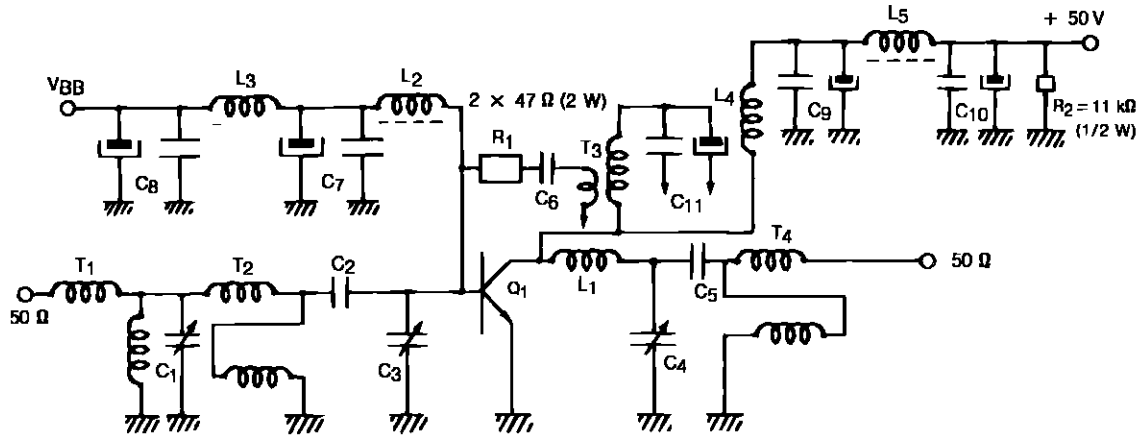 L5
+ 50 V
VBB
L3
L2
2 × 47 Ω (2 W)
L4
C9
C10
R2 = 11 kΩ
(1/2 W)
R1
T3
C8
C7
C6
C11
T1
T2
C2
Q1
L1
C5
T4
50 Ω
50 Ω
C1
C3
C4